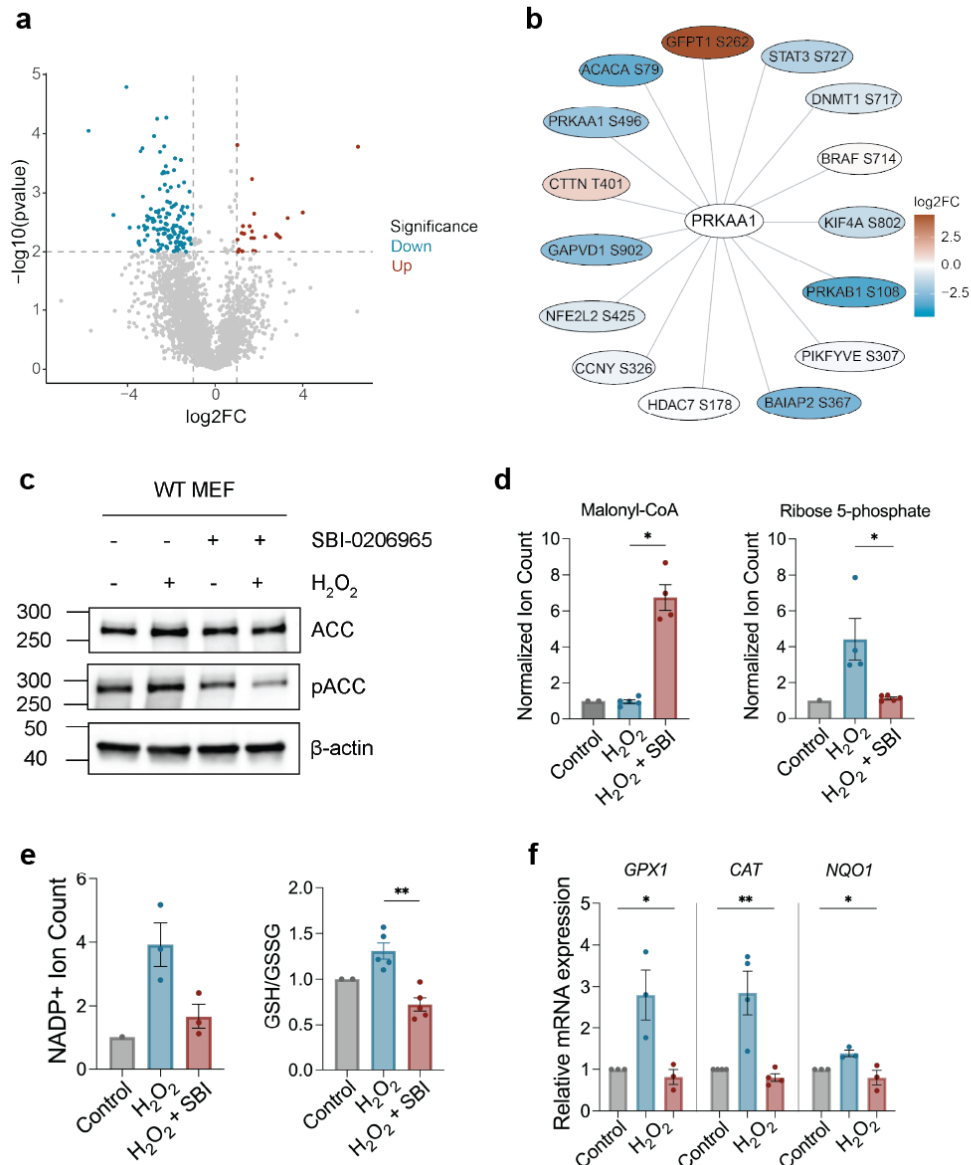 a
5
4
3
2
1
0
−log10(pvalue)
−4
0
4
log2FC
Significance
Down
Up
b
GFPT1 S262
STAT3 S727
DNMT1 S717
BRAF S714
KIF4A S802
PRKAB1 S108
PIKFYVE S307
BAIAP2 S367
HDAC7 S178
CCNY S326
NFE2L2 S425
GAPVD1 S902
CTTN T401
PRKAA1 S496
ACACA S79
PRKAA1
log2FC
5.0
2.5
0.0
−2.5
c
WT MEF
- - + + SBI-0206965
- + - + H₂O₂
300
250
ACC
300
250
pACC
50
40
β-actin
d
Malonyl-CoA
Normalized Ion Count
10
8
6
4
2
0
*
Control
H₂O₂
H₂O₂ + SBI
Ribose 5-phosphate
Normalized Ion Count
10
8
6
4
2
0
*
Control
H₂O₂
H₂O₂ + SBI
e
NADP+ Ion Count
6
4
2
0
Control
H₂O₂
H₂O₂ + SBI
GSH/GSSG
2.0
1.5
1.0
0.5
0.0
**
Control
H₂O₂
H₂O₂ + SBI
f
GPX1 CAT NQO1
* ** *
Relative mRNA expression
5
4
3
2
1
0
Control
H₂O₂
Control
H₂O₂
Control
H₂O₂